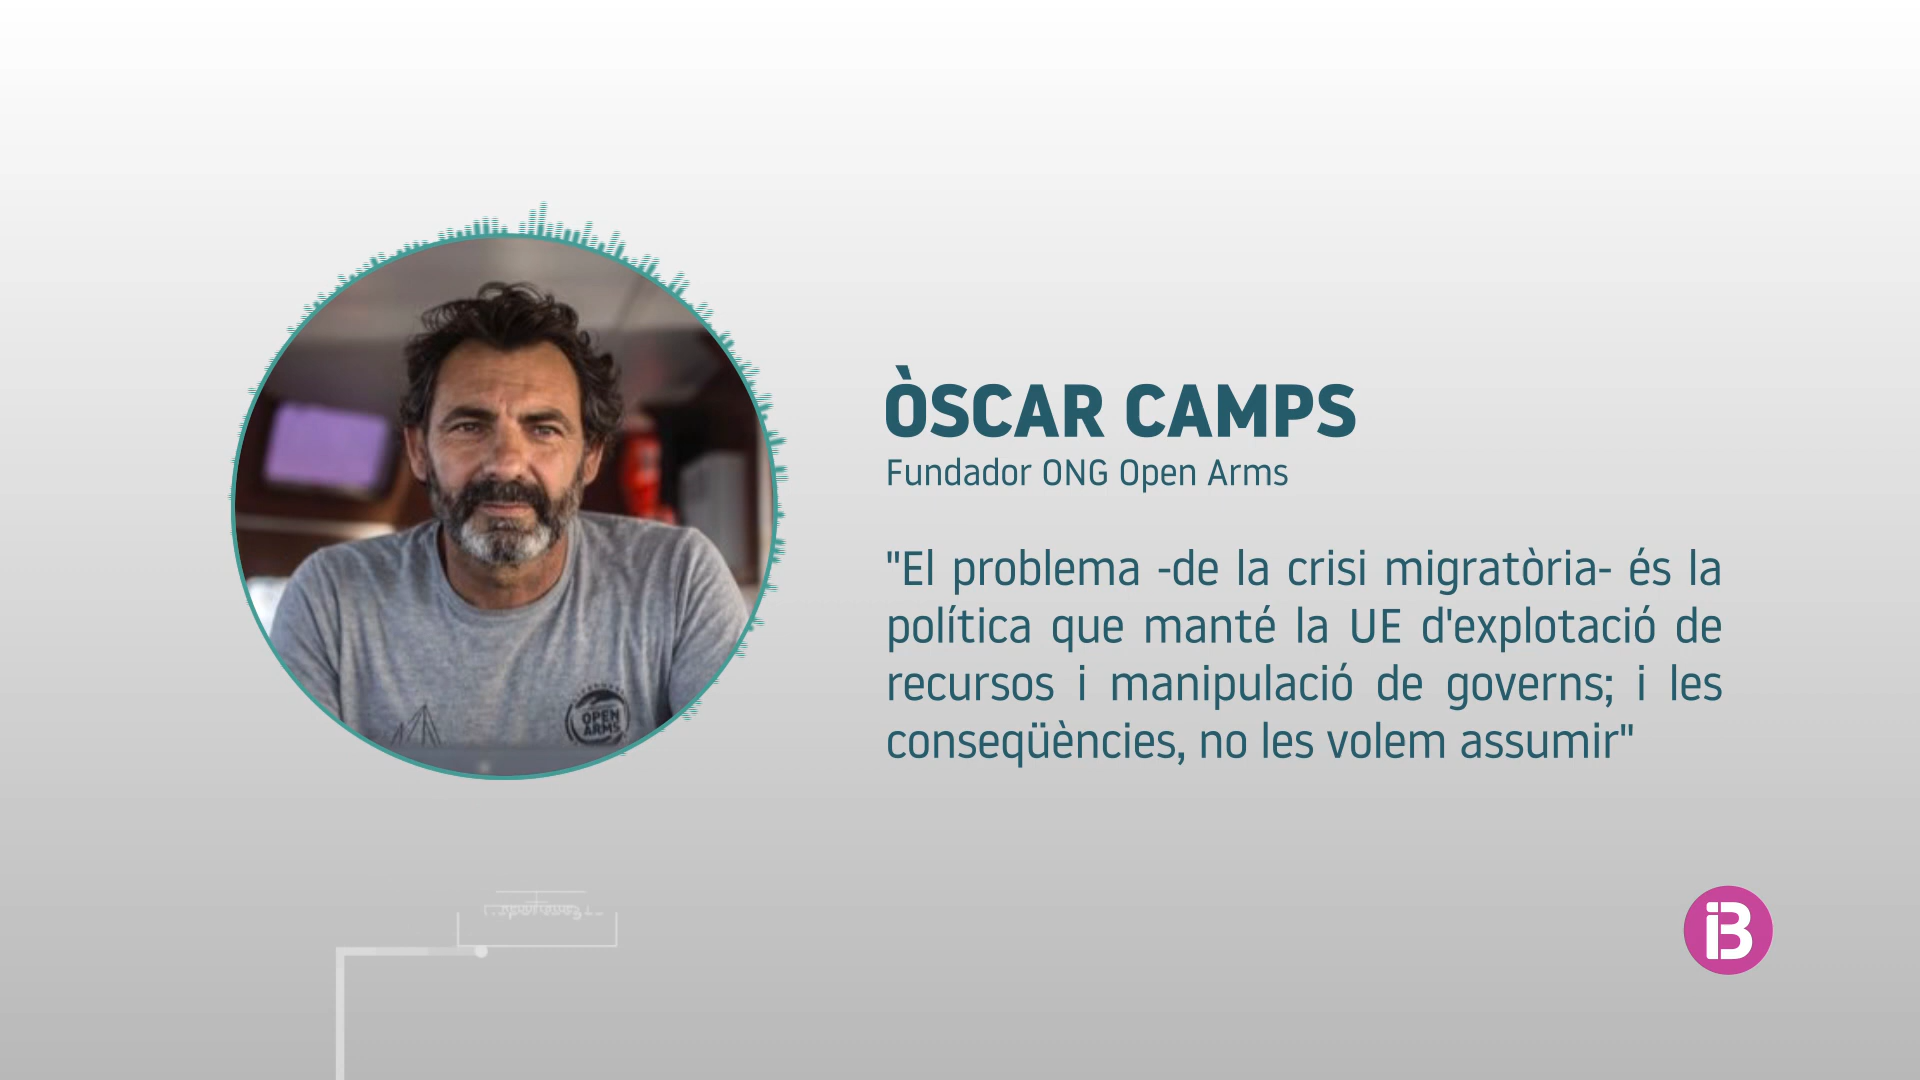 ÒSCAR CAMPS
Fundador ONG Open Arms
"El problema -de la crisi migratòria- és la
política que manté la UE d'explotació de
recursos i manipulació de governs; i les
conseqüències, no les volem assumir"
OPEN
ARMS
iB